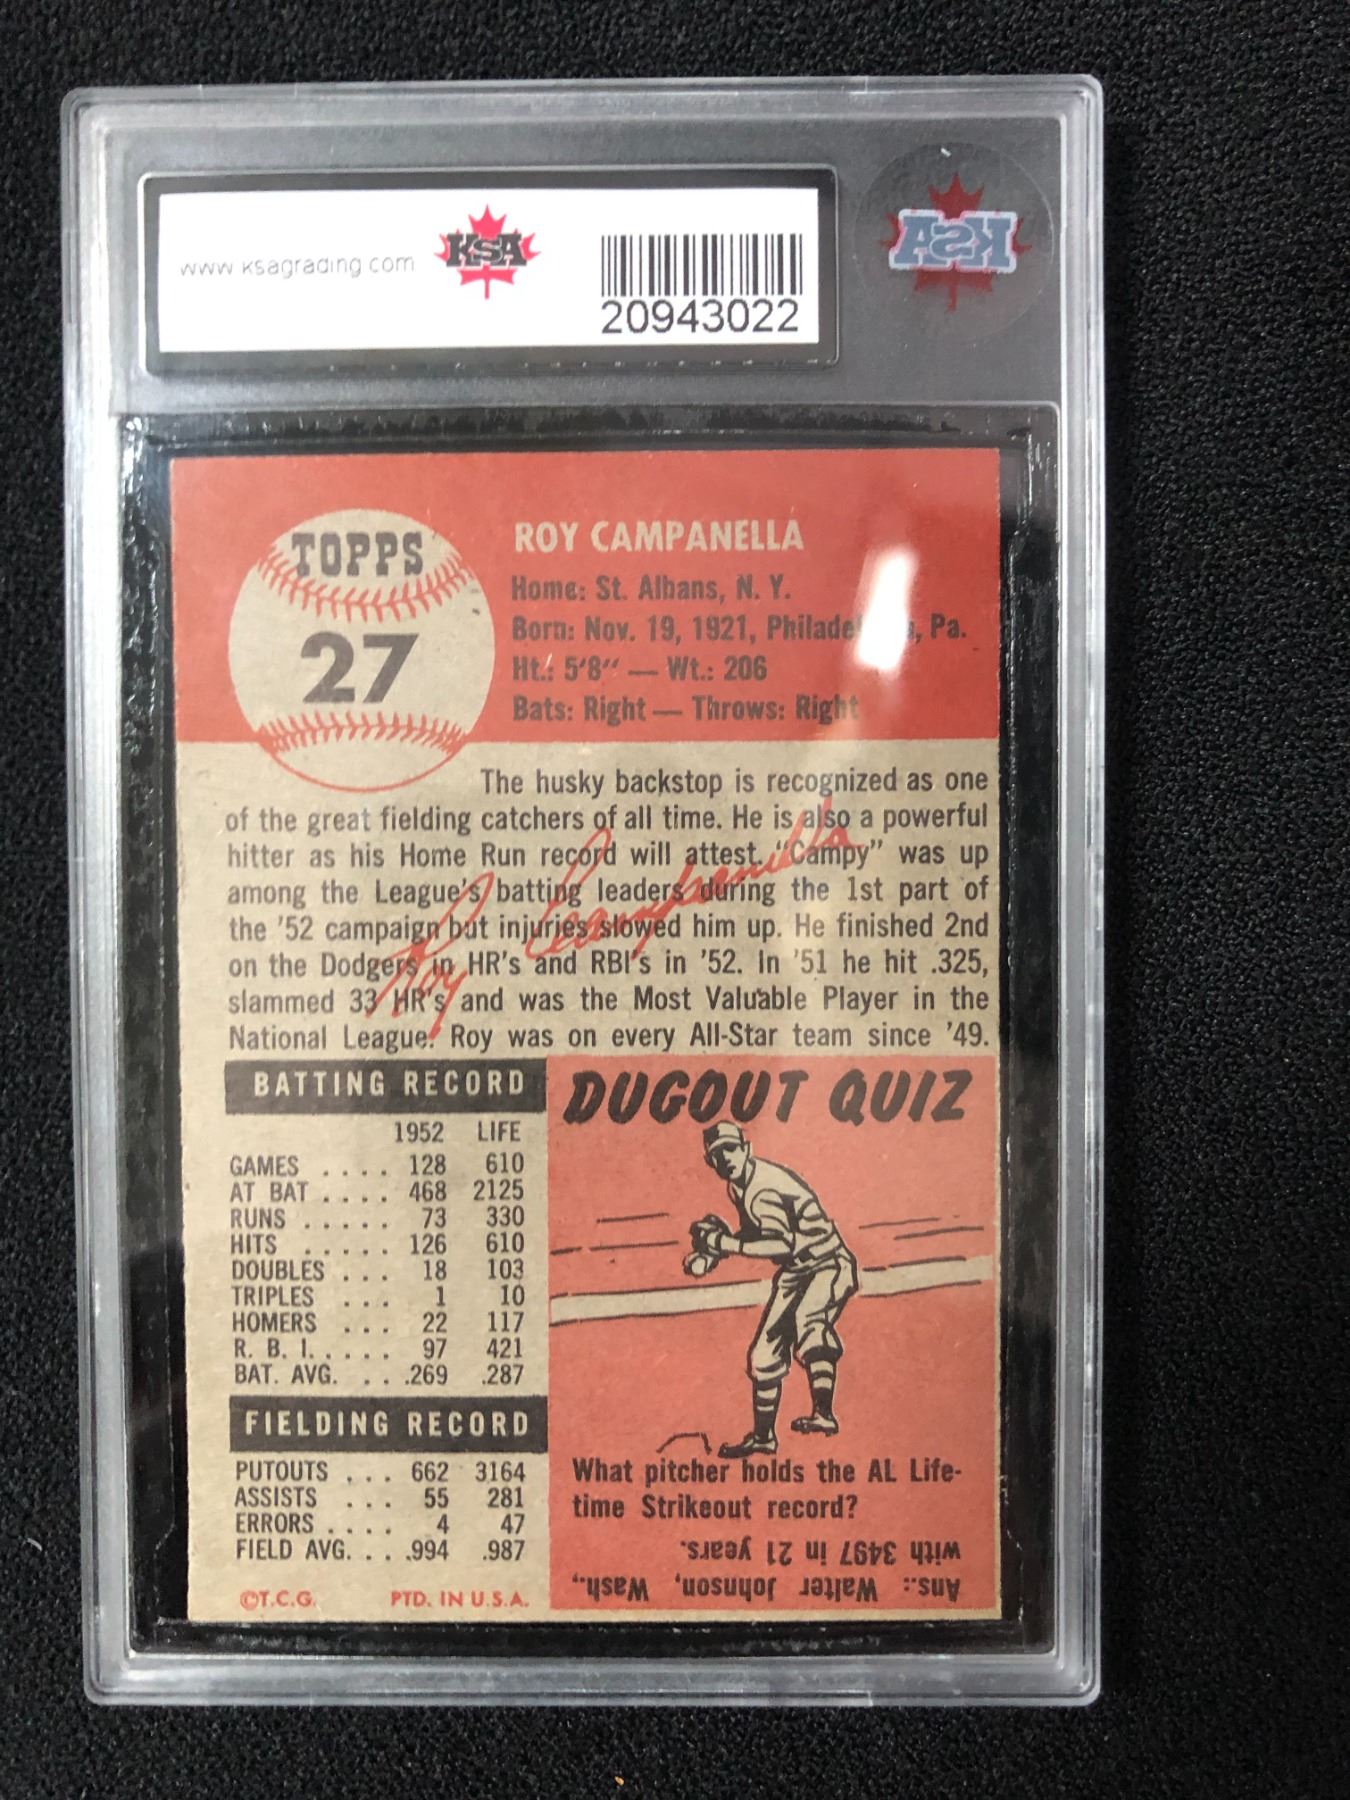 www.ksagrading.com
KSA
20943022
KSA
TOPPS
27
ROY CAMPANELLA
Home: St. Albans, N. Y.
Born: Nov. 19, 1921, Pa.
Ht.: 5'8" — Wt.: 206
Bats: Right — Throws: Right
The husky backstop is recognized as one
of the great fielding catchers of all time. He is also a powerful
hitter as his Home Run record will attest. "Campy" was up
among the League's batting leaders during the 1st part of
the '52 campaign but injuries slowed him up. He finished 2nd
on the Dodgers in HR's and RBI's in '52. In '51 he hit .325,
slammed 33 HR's and was the Most Valuable Player in the
National League. Roy was on every All-Star team since '49.
Roy Campanella
BATTING RECORD
1952 LIFE
GAMES .... 128 610
AT BAT .... 468 2125
RUNS ..... 73 330
HITS ..... 126 610
DOUBLES ... 18 103
TRIPLES ... 1 10
HOMERS ... 22 117
R. B. I. .... 97 421
BAT. AVG. . . .269 .287
FIELDING RECORD
PUTOUTS ... 662 3164
ASSISTS ... 55 281
ERRORS .... 4 47
FIELD AVG. . . .994 .987
©T.C.G. PTD. IN U.S.A.
DUGOUT QUIZ
What pitcher holds the AL Life-
time Strikeout record?
Ans.: Walter Johnson, Wash.,
with 3497 in 21 years.